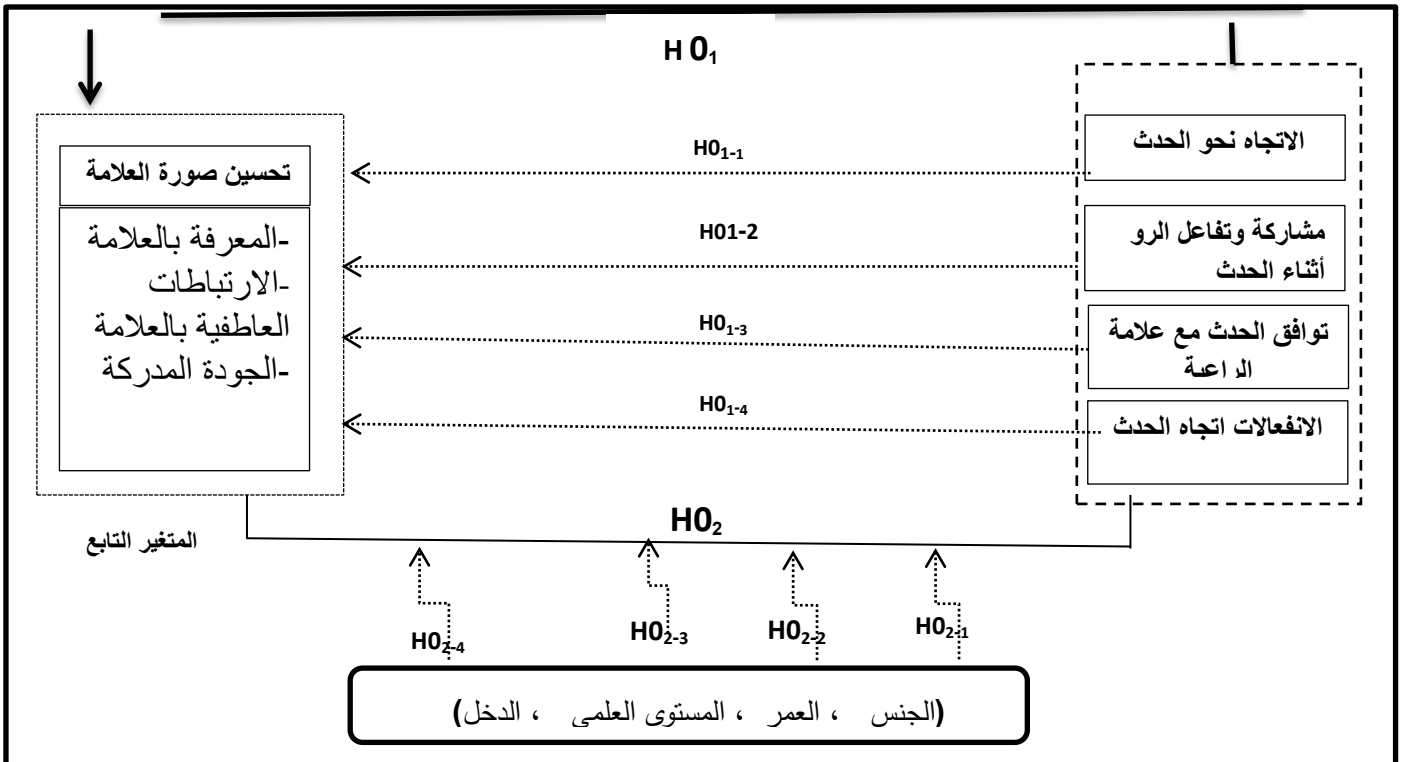 H 0₁
الاتجاه نحو الحدث
H0₁₋₁
تحسين صورة العلامة
مشاركة وتفاعل الرو
أثناء الحدث
H01-2
-المعرفة بالعلامة
-الارتباطات
العاطفية بالعلامة
-الجودة المدركة
توافق الحدث مع علامة
الراعية
H0₁₋₃
الانفعالات اتجاه الحدث
H0₁₋₄
H0₂
المتغير التابع
H0₂₋₁
H0₂₋₂
H0₂₋₃
H0₂₋₄
(الجنس ، العمر ، المستوى العلمي ، الدخل)